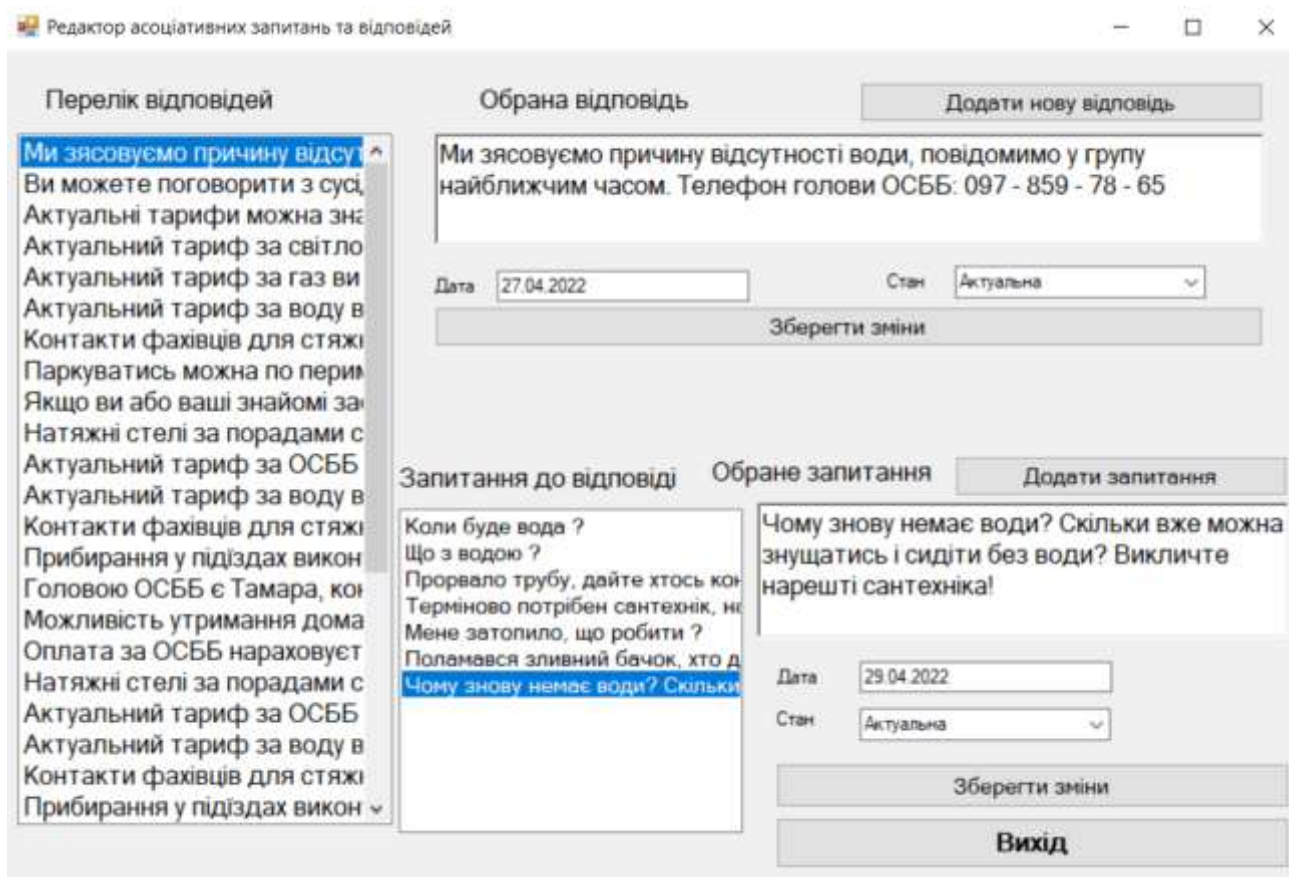 Редактор асоціативних запитань та відповідей
Перелік відповідей
Обрана відповідь
Додати нову відповідь
Ми зясовуємо причину відсут
Ви можете поговорити з сусі
Актуальні тарифи можна зна
Актуальний тариф за світло
Актуальний тариф за газ ви
Актуальний тариф за воду в
Контакти фахівців для стяж
Паркуватись можна по перим
Якщо ви або ваші знайомі за
Натяжні стелі за порадами с
Актуальний тариф за ОСББ
Актуальний тариф за воду в
Контакти фахівців для стяж
Прибирання у підїздах викон
Головою ОСББ є Тамара, кон
Можливість утримання дома
Оплата за ОСББ нараховует
Натяжні стелі за порадами с
Актуальний тариф за ОСББ
Актуальний тариф за воду в
Контакти фахівців для стяж
Прибирання у підїздах викон
Ми зясовуємо причину відсутності води, повідомимо у групу
найближчим часом. Телефон голови ОСББ: 097 - 859 - 78 - 65
Дата 27.04.2022
Стан Актуальна
Зберегти зміни
Запитання до відповіді
Обране запитання
Додати запитання
Коли буде вода ?
Що з водою ?
Прорвало трубу, дайте хтось кон
Терміново потрібен сантехнік, но
Мене затопило, що робити ?
Поламався зливний бачок, хто д
Чому знову немає води? Скільки
Чому знову немає води? Скільки вже можна
знущатись і сидіти без води? Викличте
нарешті сантехніка!
Дата 29.04.2022
Стан Актуальна
Зберегти зміни
Вихід